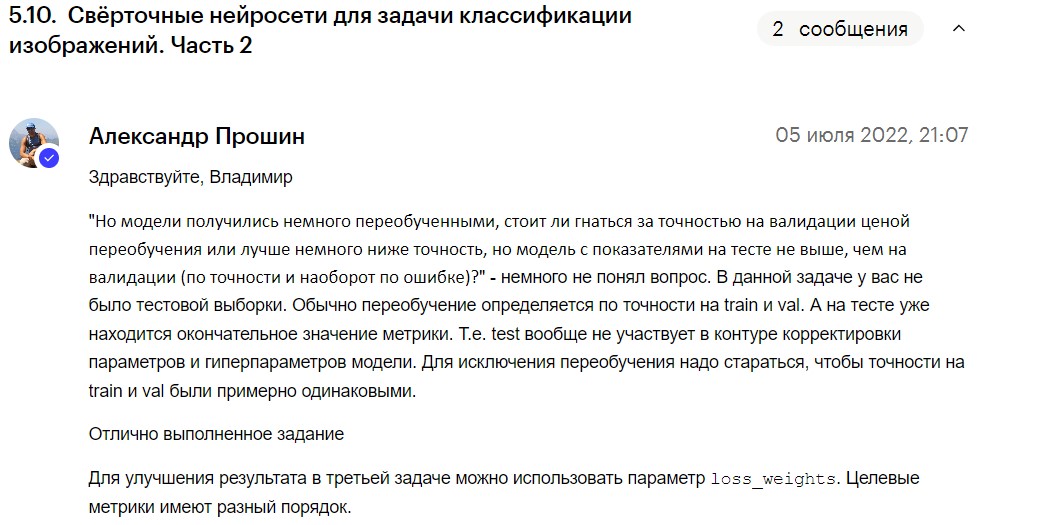 5.10. Свёрточные нейросети для задачи классификации
изображений. Часть 2
2 сообщения
Александр Прошин
05 июля 2022, 21:07
Здравствуйте, Владимир
"Но модели получились немного переобученными, стоит ли гнаться за точностью на валидации ценой
переобучения или лучше немного ниже точность, но модель с показателями на тесте не выше, чем на
валидации (по точности и наоборот по ошибке)?" - немного не понял вопрос. В данной задаче у вас не
было тестовой выборки. Обычно переобучение определяется по точности на train и val. А на тесте уже
находится окончательное значение метрики. Т.е. test вообще не участвует в контуре корректировки
параметров и гиперпараметров модели. Для исключения переобучения надо стараться, чтобы точности на
train и val были примерно одинаковыми.
Отлично выполненное задание
Для улучшения результата в третьей задаче можно использовать параметр loss_weights. Целевые
метрики имеют разный порядок.